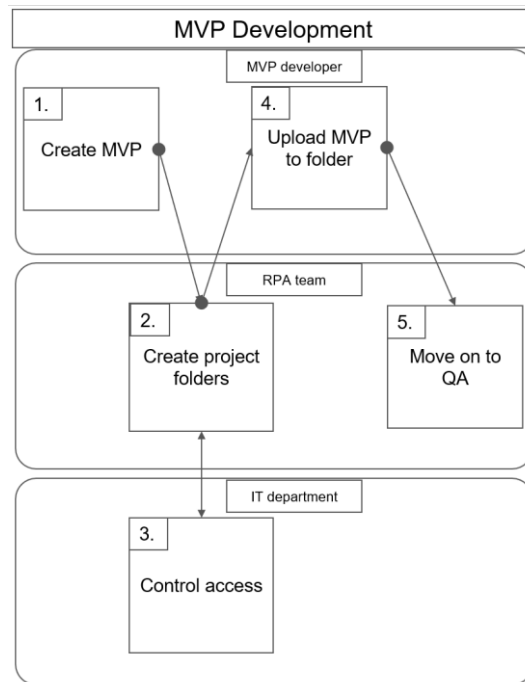 MVP Development
MVP developer
1.
Create MVP
4.
Upload MVP
to folder
RPA team
2.
Create project
folders
5.
Move on to
QA
IT department
3.
Control access